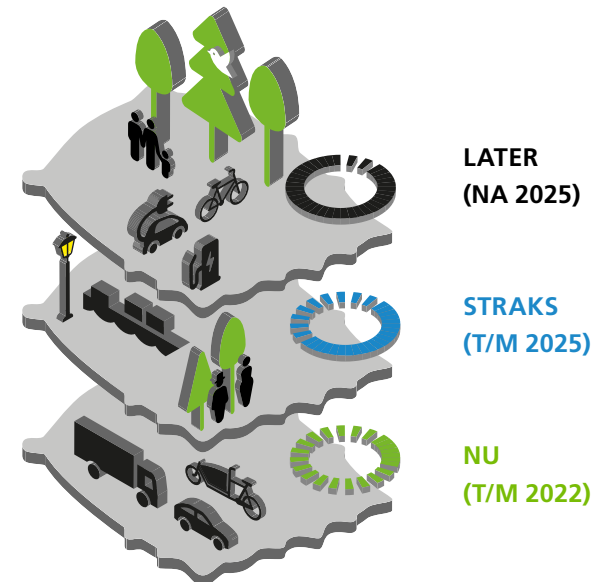 LATER
(NA 2025)
STRAKS
(T/M 2025)
NU
(T/M 2022)